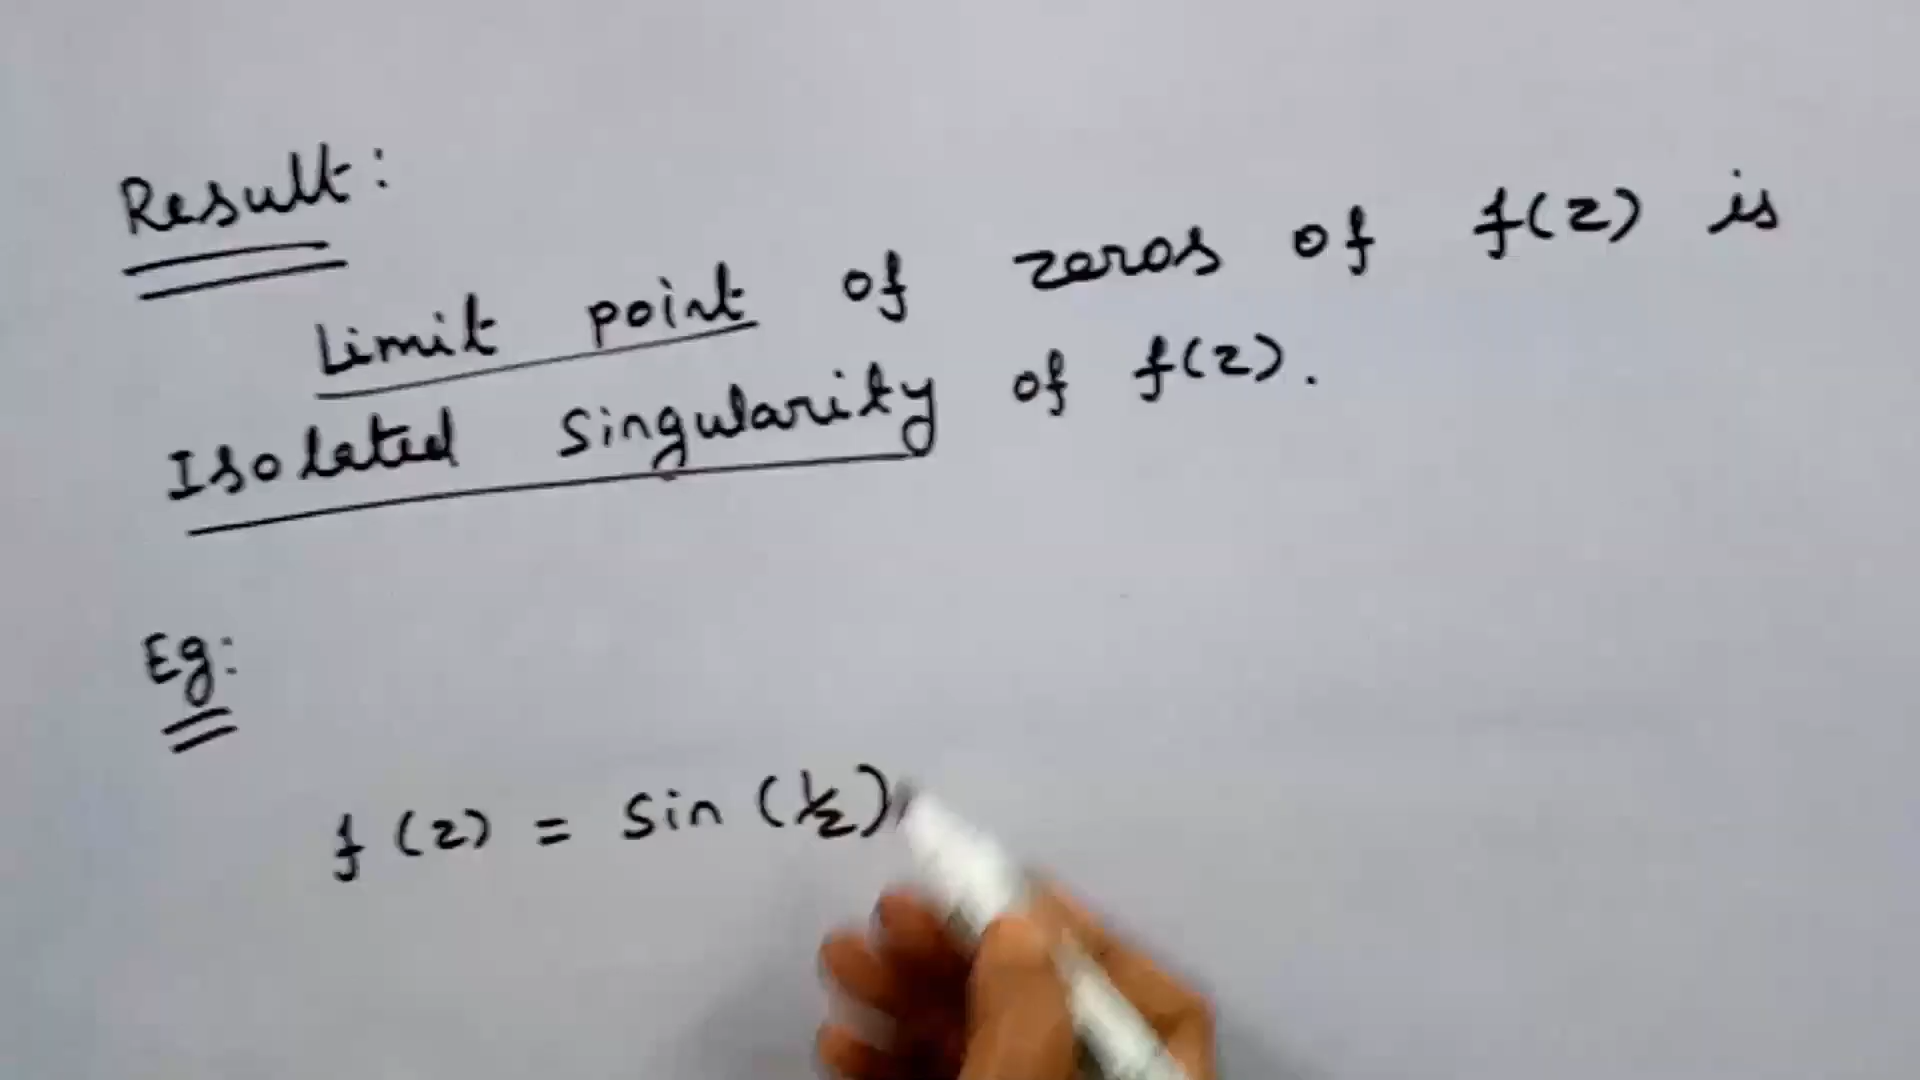 Result:
Limit point of zeros of f(z) is
Isolated Singularity of f(z).
Eg:
f(z) = Sin (1/z)